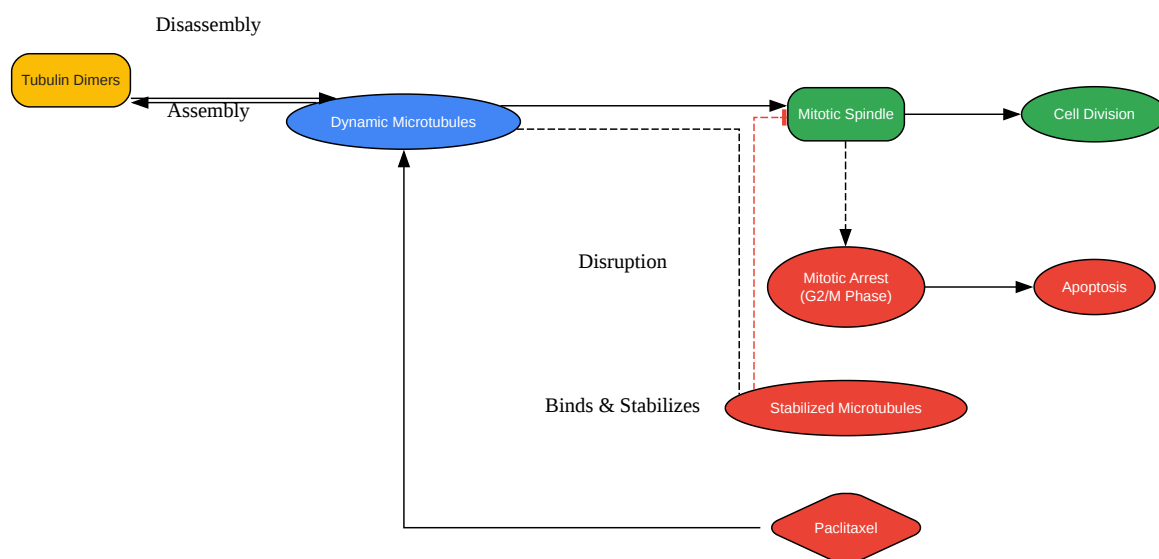 Disassembly
Tubulin Dimers
Assembly
Dynamic Microtubules
Mitotic Spindle
Cell Division
Disruption
Mitotic Arrest
(G2/M Phase)
Apoptosis
Binds & Stabilizes
Stabilized Microtubules
Paclitaxel